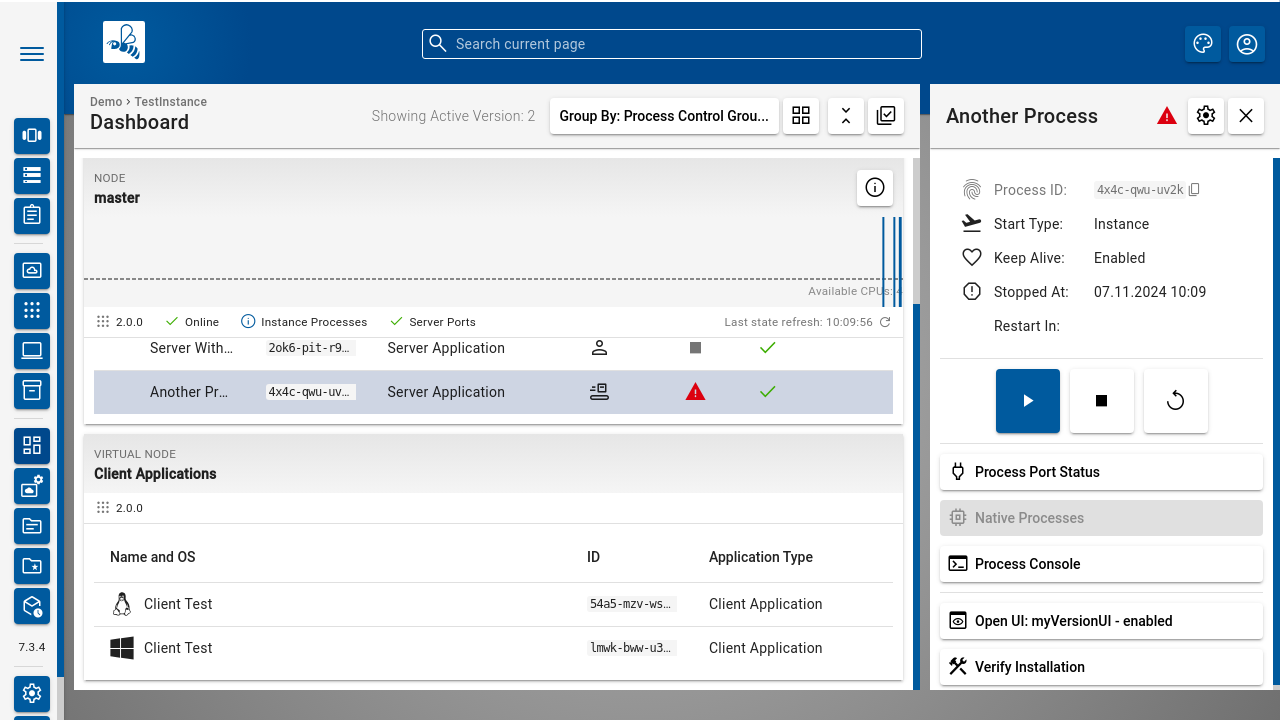 Search current page
Demo
TestInstance
Dashboard
Showing Active Version: 2
Group By: Process Control Grou...
NODE
master
Available CPUs: 4
2.0.0
Online
Instance Processes
Server Ports
Last state refresh: 10:09:56
Server With…
2ok6-pit-r9…
Server Application
Another Pr…
4x4c-qwu-uv…
Server Application
VIRTUAL NODE
Client Applications
2.0.0
Name and OS
ID
Application Type
Client Test
54a5-mzv-ws…
Client Application
Client Test
lmwk-bww-u3…
Client Application
7.3.4
Another Process
Process ID:
4x4c-qwu-uv2k
Start Type:
Instance
Keep Alive:
Enabled
Stopped At:
07.11.2024 10:09
Restart In:
Process Port Status
Native Processes
Process Console
Open UI: myVersionUI - enabled
Verify Installation